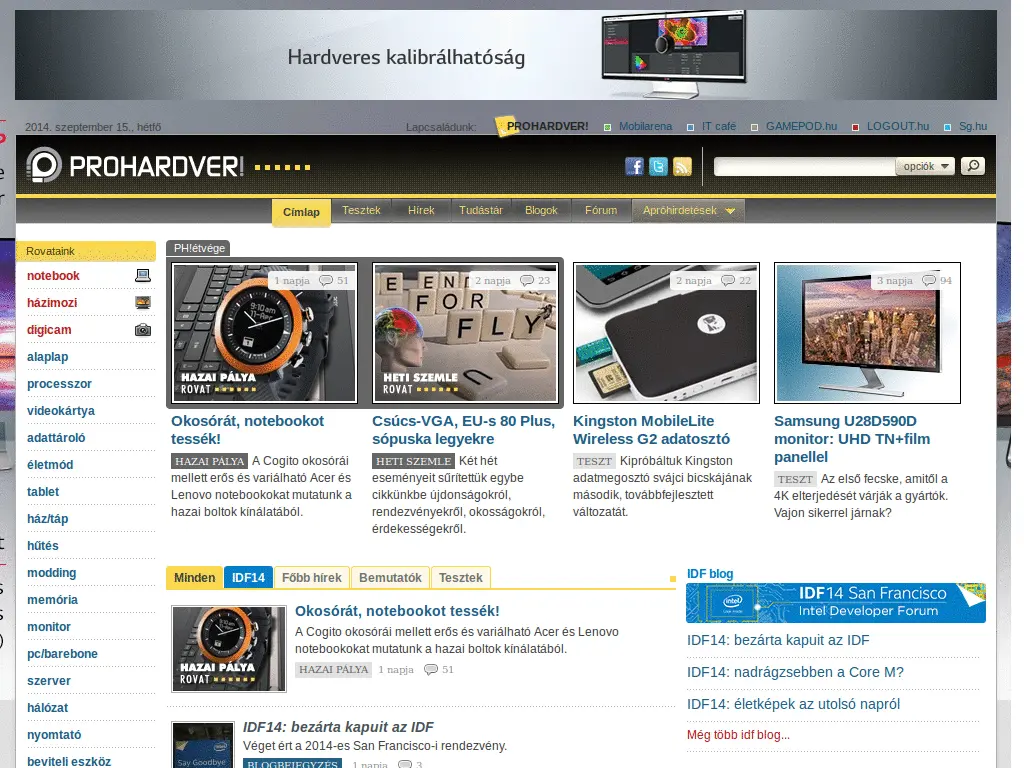 Hardveres kalibrálhatóság
2014. szeptember 15., hétfő
Lapcsaládunk: PROHARDVER! Mobilarena IT café GAMEPOD.hu LOGOUT.hu Sg.hu
PROHARDVER!
opciók
Címlap Tesztek Hírek Tudástár Blogok Fórum Apróhirdetések
Rovataink
notebook
házimozi
digicam
alaplap
processzor
videokártya
adattároló
életmód
tablet
ház/táp
hűtés
modding
memória
monitor
pc/barebone
szerver
hálózat
nyomtató
beviteli eszköz
PH!étvége
1 napja 51
HAZAI PÁLYA
ROVAT
Okosórát, notebookot
tessék!
HAZAI PÁLYA A Cogito okosórái
mellett erős és variálható Acer és
Lenovo notebookokat mutatunk a
hazai boltok kínálatából.
2 napja 23
END
FOR
FLY
HETI SZEMLE
ROVAT
Csúcs-VGA, EU-s 80 Plus,
sópuska legyekre
HETI SZEMLE Két hét
eseményeit sűrítettük egybe
cikkünkbe újdonságokról,
rendezvényekről, okosságokról,
érdekességekről.
2 napja 22
Kingston MobileLite
Wireless G2 adatosztó
TESZT Kipróbáltuk Kingston
adatmegosztó svájci bicskájának
második, továbbfejlesztett
változatát.
3 napja 94
Samsung U28D590D
monitor: UHD TN+film
panellel
TESZT Az első fecske, amitől a
4K elterjedését várják a gyártók.
Vajon sikerrel járnak?
Minden IDF14 Főbb hírek Bemutatók Tesztek
HAZAI PÁLYA
ROVAT
Okosórát, notebookot tessék!
A Cogito okosórái mellett erős és variálható Acer és Lenovo
notebookokat mutatunk a hazai boltok kínálatából.
HAZAI PÁLYA 1 napja 51
Say Goodbye
IDF14: bezárta kapuit az IDF
Véget ért a 2014-es San Francisco-i rendezvény.
BLOGBEJEGYZÉS 1 napja 3
IDF blog
intel
IDF14 San Francisco
Intel Developer Forum
IDF14: bezárta kapuit az IDF
IDF14: nadrágzsebben a Core M?
IDF14: életképek az utolsó napról
Még több idf blog...